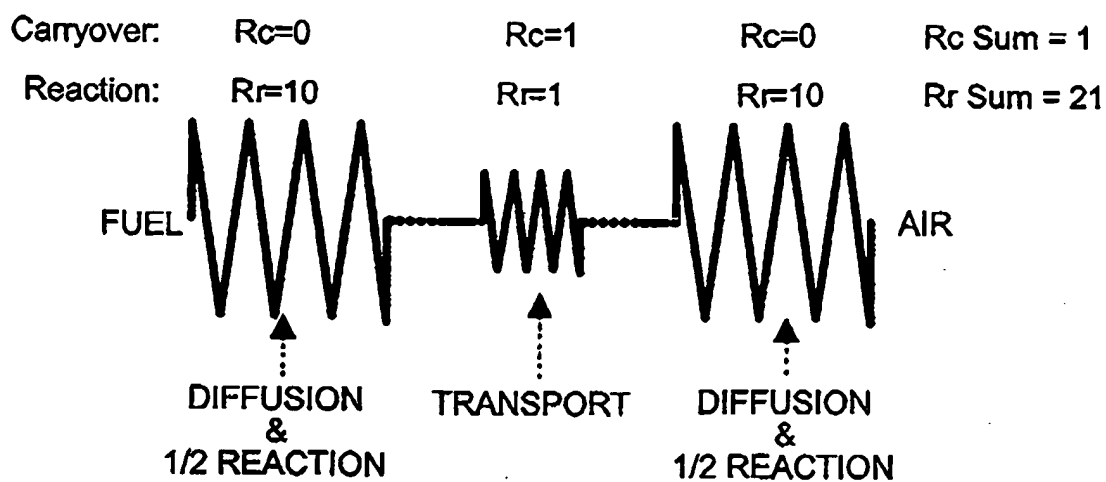 Carryover: Rc=0 Rc=1 Rc=0 Rc Sum = 1
Reaction: Rr=10 Rr=1 Rr=10 Rr Sum = 21
FUEL AIR
DIFFUSION TRANSPORT DIFFUSION
& &
1/2 REACTION 1/2 REACTION